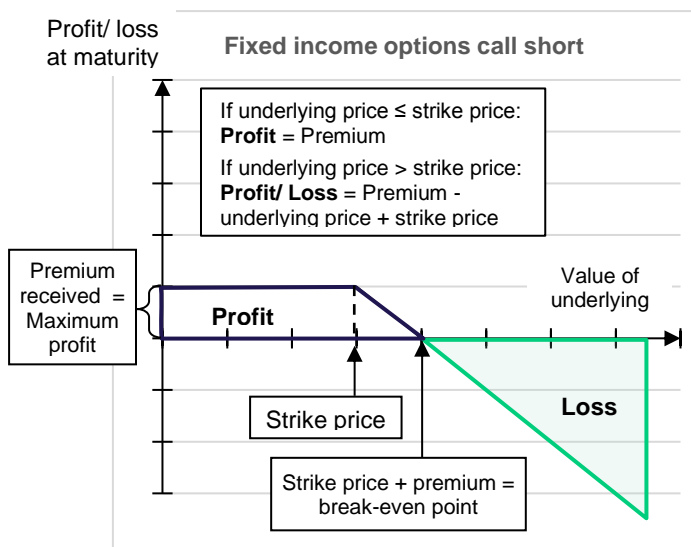 Profit/ loss
at maturity
Fixed income options call short
If underlying price ≤ strike price:
Profit = Premium
If underlying price > strike price:
Profit/ Loss = Premium -
underlying price + strike price
Premium
received =
Maximum
profit
Profit
Value of
underlying
Strike price
Loss
Strike price + premium =
break-even point